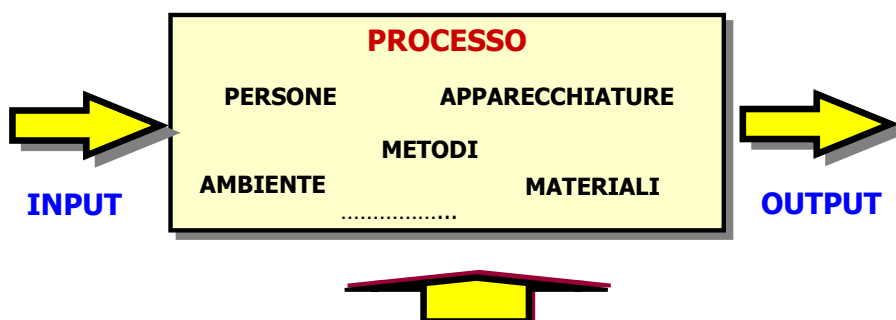 PROCESSO
PERSONE APPARECCHIATURE
METODI
AMBIENTE MATERIALI
INPUT OUTPUT
...................